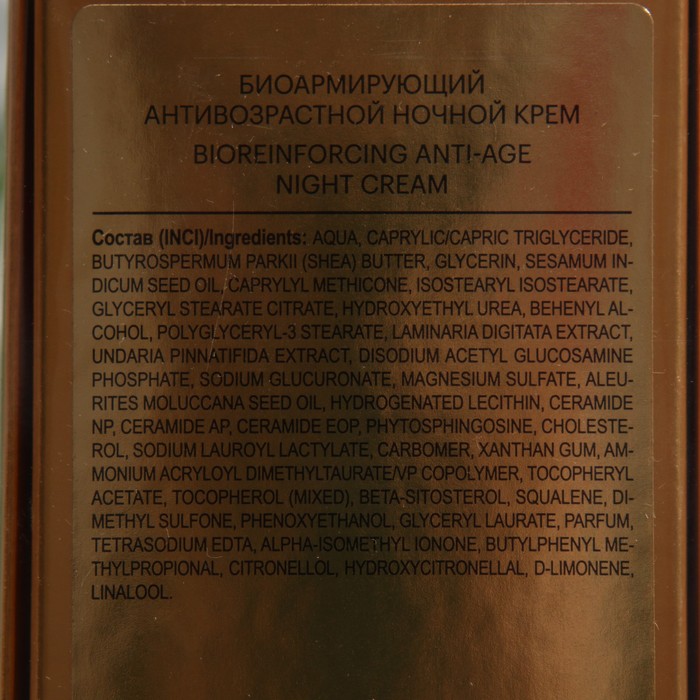 БИОАРМИРУЮЩИЙ
АНТИВОЗРАСТНОЙ НОЧНОЙ КРЕМ
BIOREINFORCING ANTI-AGE
NIGHT CREAM
Состав (INCI)/Ingredients: AQUA, CAPRYLIC/CAPRIC TRIGLYCERIDE,
BUTYROSPERMUM PARKII (SHEA) BUTTER, GLYCERIN, SESAMUM IN-
DICUM SEED OIL, CAPRYLYL METHICONE, ISOSTEARYL ISOSTEARATE,
GLYCERYL STEARATE CITRATE, HYDROXYETHYL UREA, BEHENYL AL-
COHOL, POLYGLYCERYL-3 STEARATE, LAMINARIA DIGITATA EXTRACT,
UNDARIA PINNATIFIDA EXTRACT, DISODIUM ACETYL GLUCOSAMINE
PHOSPHATE, SODIUM GLUCURONATE, MAGNESIUM SULFATE, ALEU-
RITES MOLUCCANA SEED OIL, HYDROGENATED LECITHIN, CERAMIDE
NP, CERAMIDE AP, CERAMIDE EOP, PHYTOSPHINGOSINE, CHOLESTE-
ROL, SODIUM LAUROYL LACTYLATE, CARBOMER, XANTHAN GUM, AM-
MONIUM ACRYLOYL DIMETHYLTAURATE/VP COPOLYMER, TOCOPHERYL
ACETATE, TOCOPHEROL (MIXED), BETA-SITOSTEROL, SQUALENE, DI-
METHYL SULFONE, PHENOXYETHANOL, GLYCERYL LAURATE, PARFUM,
TETRASODIUM EDTA, ALPHA-ISOMETHYL IONONE, BUTYLPHENYL ME-
THYLPROPIONAL, CITRONELLOL, HYDROXYCITRONELLAL, D-LIMONENE,
LINALOOL.